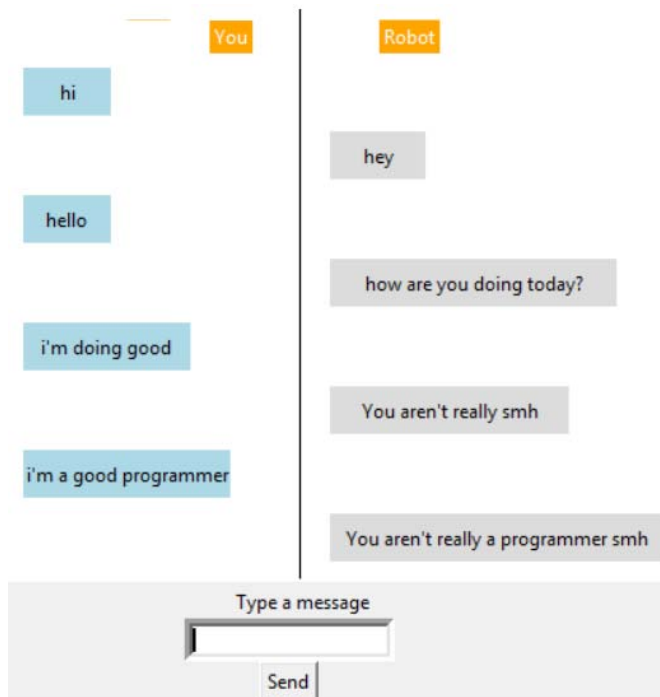 You
Robot
hi
hey
hello
how are you doing today?
i'm doing good
You aren't really smh
i'm a good programmer
You aren't really a programmer smh
Type a message
Send